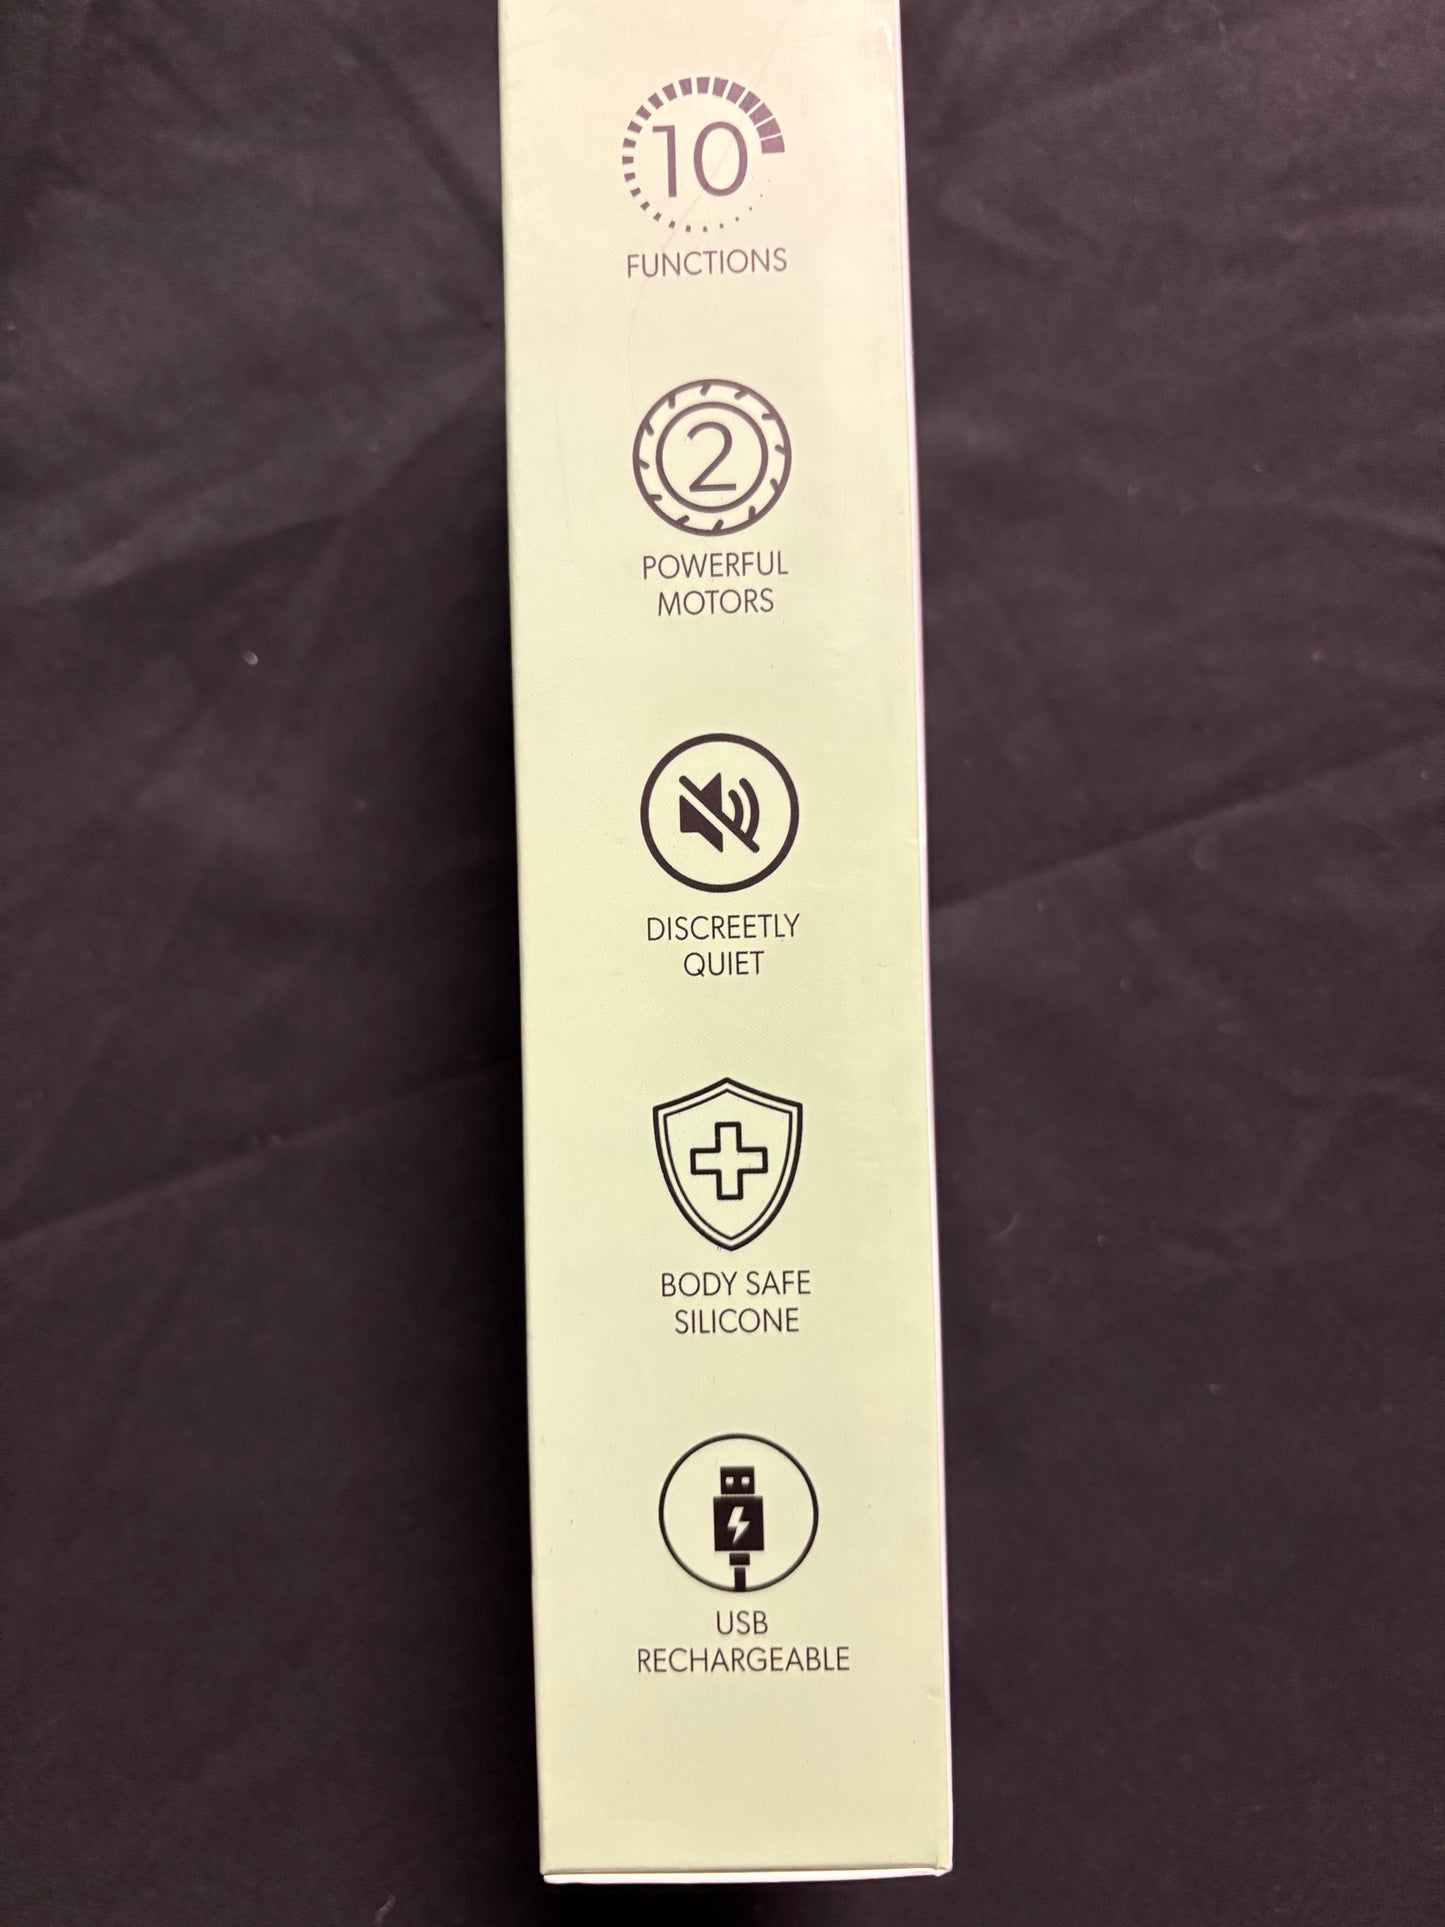 10
FUNCTIONS
2
POWERFUL
MOTORS
DISCREETLY
QUIET
BODY SAFE
SILICONE
USB
RECHARGEABLE